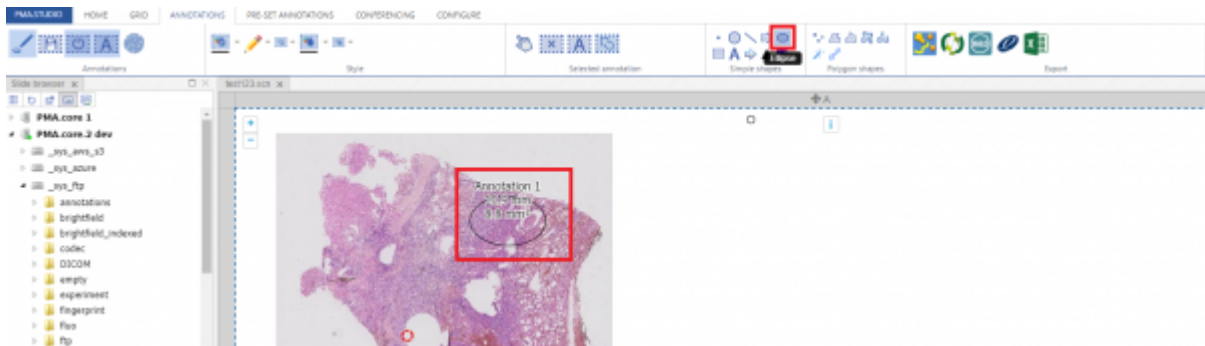 PMA.STUDIO HOME GRID ANNOTATIONS PRE-SET ANNOTATIONS CONFERENCING CONFIGURE
Annotations Style Selected annotation Simple shapes Polygon shapes Export
Ellipse
Slide browser test123.scn
A
PMA.core 1
PMA.core.2 dev
_sys_aws_s3
_sys_azure
_sys_ftp
annotations
brightfield
brightfield_indexed
codec
DICOM
empty
experiment
fingerprint
fluo
ftp
Annotation 1